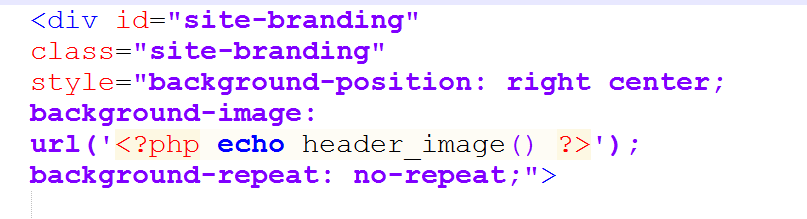 <div id="site-branding"
class="site-branding"
style="background-position: right center;
background-image:
url('<?php echo header_image() ?>');
background-repeat: no-repeat;">